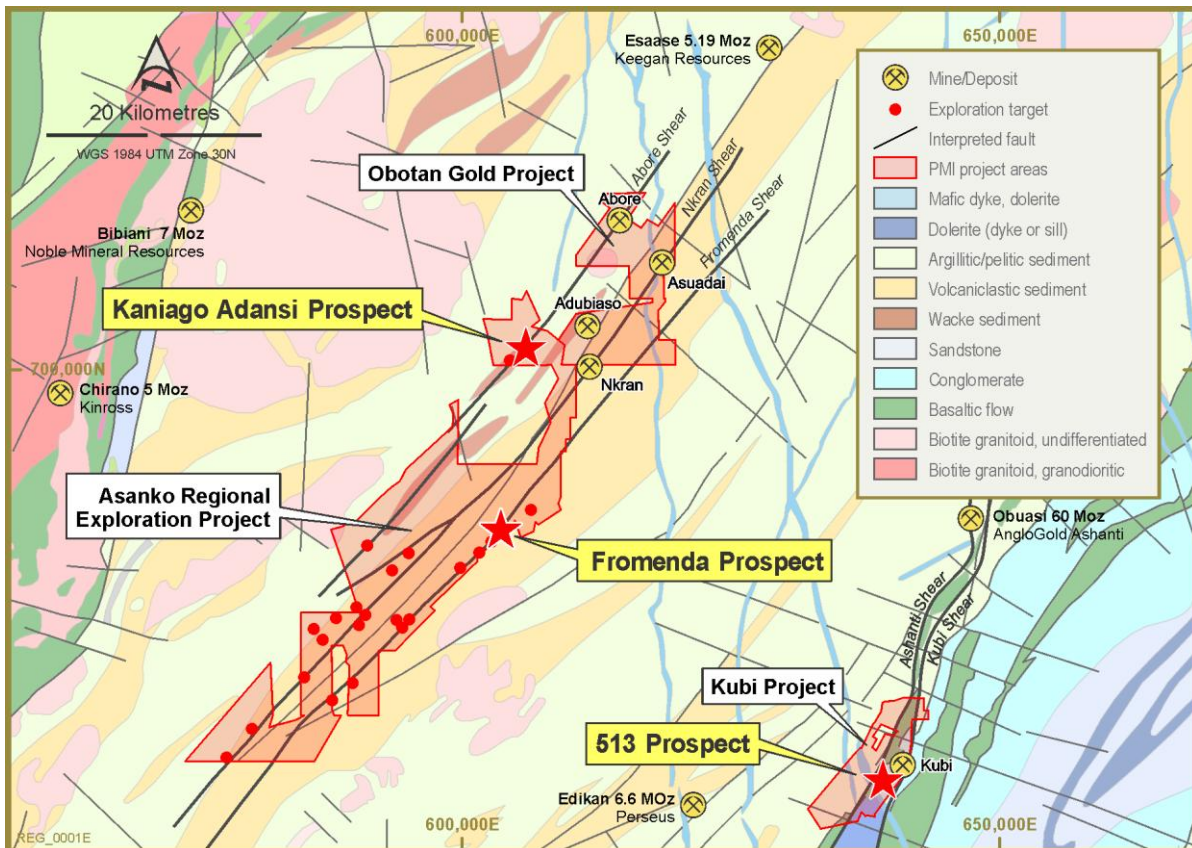 600,000E
650,000E
Esaase 5.19 Moz
Keegan Resources
N
20 Kilometres
WGS 1984 UTM Zone 30N
Mine/Deposit
Exploration target
Interpreted fault
PMI project areas
Mafic dyke, dolerite
Dolerite (dyke or sill)
Argillitic/pelitic sediment
Volcaniclastic sediment
Wacke sediment
Sandstone
Conglomerate
Basaltic flow
Biotite granitoid, undifferentiated
Biotite granitoid, granodioritic
Obotan Gold Project
Abore Shear
Nkran Shear
Fromenda Shear
Abore
Bibiani 7 Moz
Noble Mineral Resources
Asuadai
Kaniago Adansi Prospect
Adubiaso
700,000N
Nkran
Chirano 5 Moz
Kinross
Asanko Regional
Exploration Project
Obuasi 60 Moz
AngloGold Ashanti
Fromenda Prospect
Ashanti Shear
Kubi Shear
Kubi Project
513 Prospect
Kubi
Edikan 6.6 MOz
Perseus
REG_0001E
600,000E
650,000E